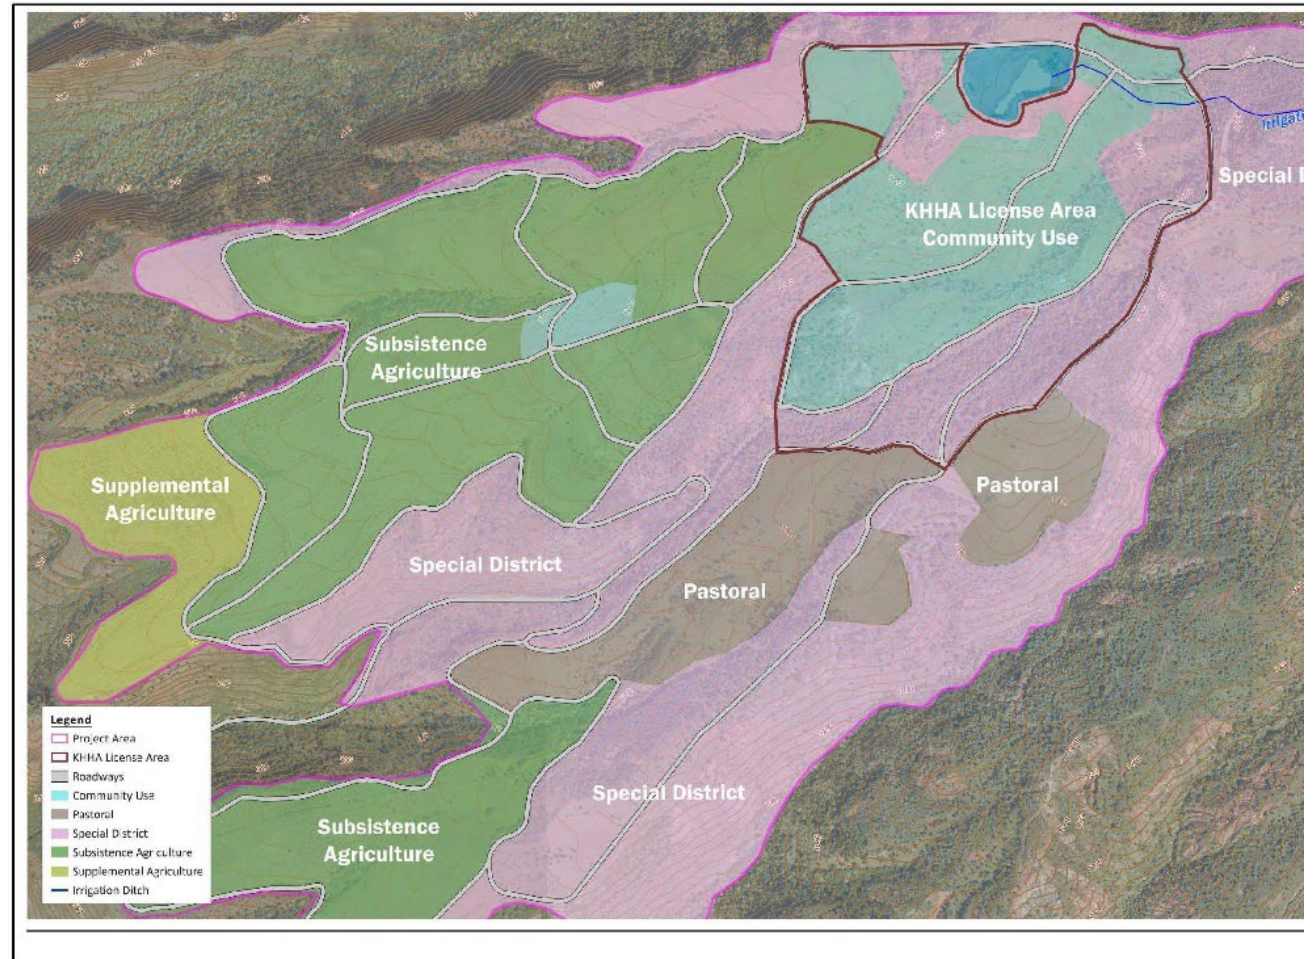 Irrigat
Special
KHHA License Area
Community Use
Subsistence
Agriculture
Supplemental
Agriculture
Pastoral
Special District
Pastoral
Special District
Subsistence
Agriculture
Legend
Project Area
KHHA License Area
Roadways
Community Use
Pastoral
Special District
Subsistence Agriculture
Supplemental Agriculture
Irrigation Ditch